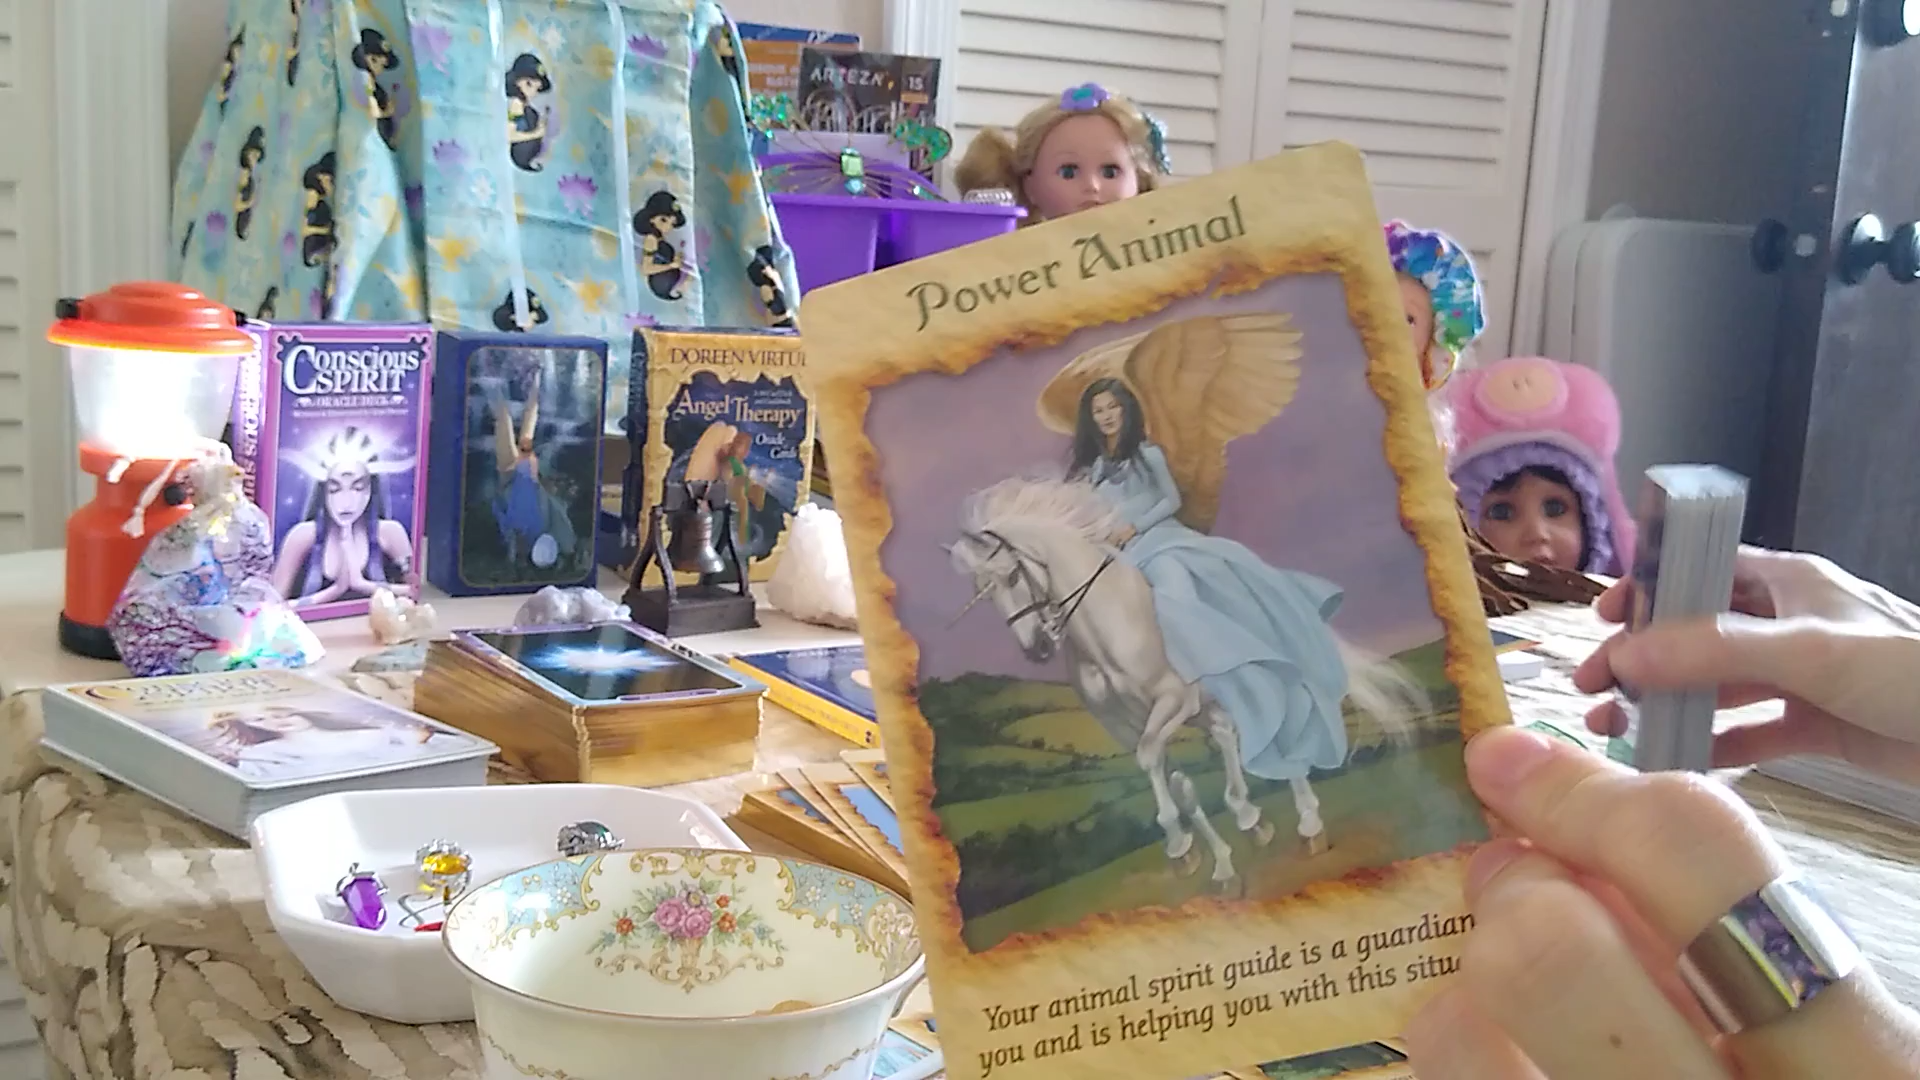 ARTEZA
15
Power Animal
Conscious
SPIRIT
ORACLE DECK
DOREEN VIRTUE
Angel Therapy
Oracle
Cards
Your animal spirit guide is a guardian
you and is helping you with this situ